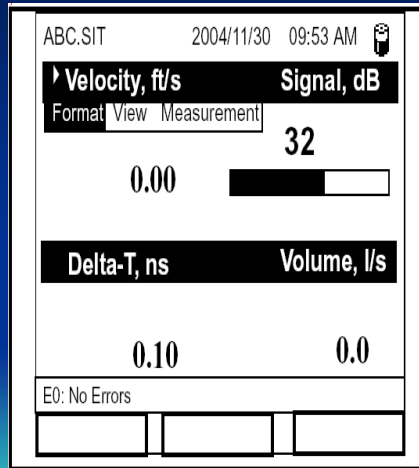 ABC.SIT 2004/11/30 09:53 AM
Velocity, ft/s Signal, dB
Format View Measurement
32
0.00
Delta-T, ns Volume, l/s
0.10 0.0
E0: No Errors